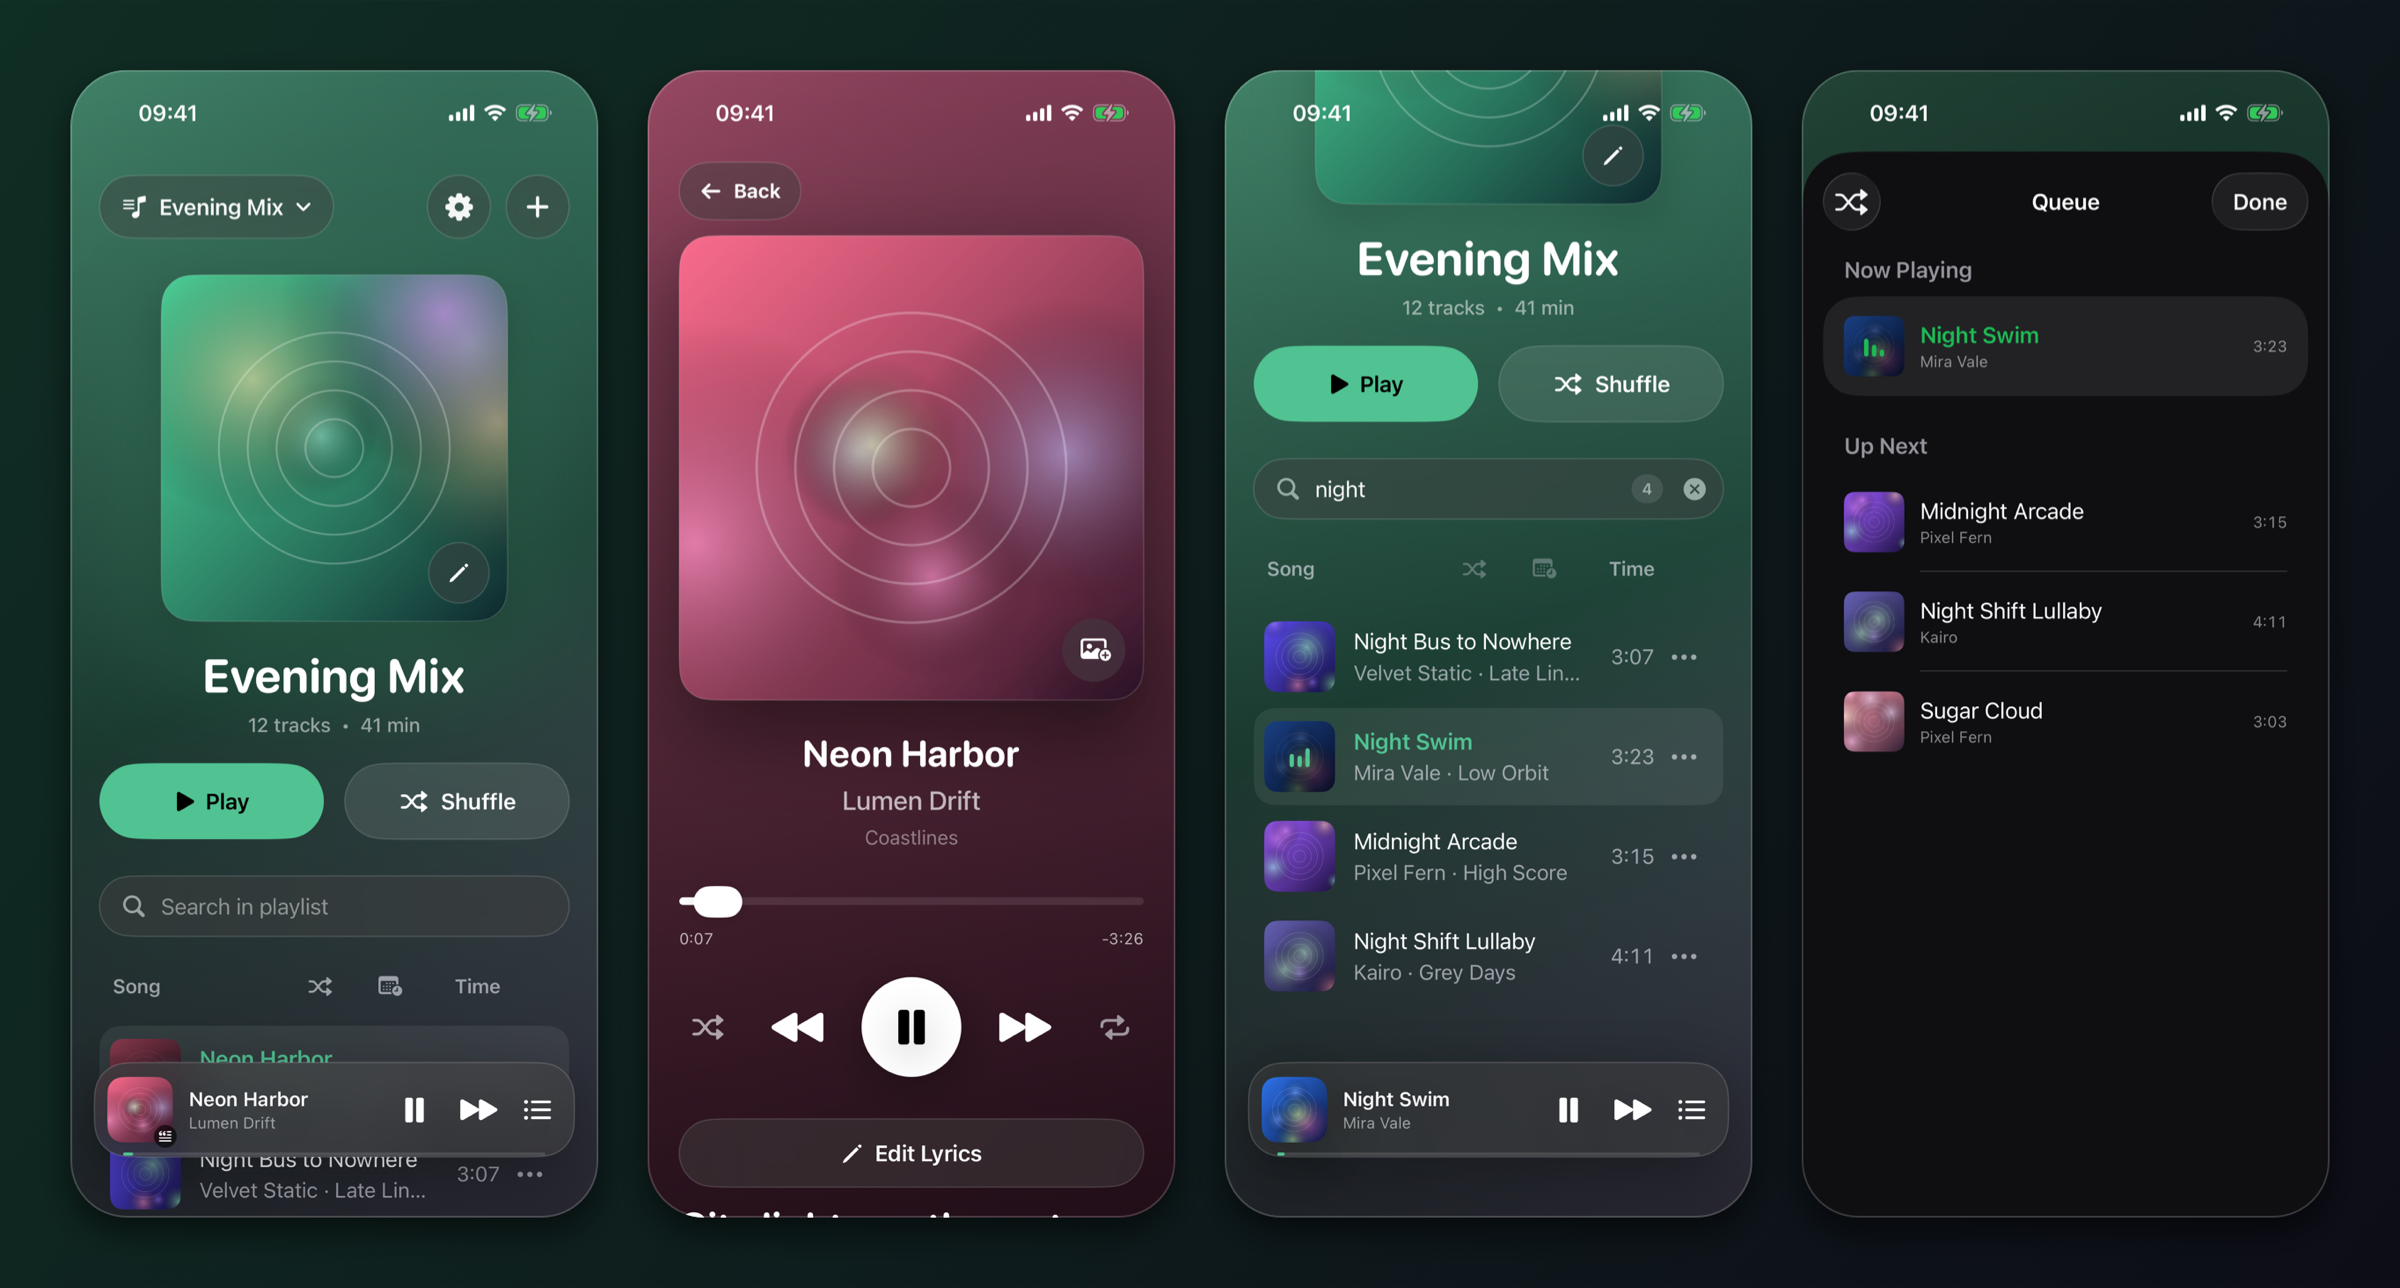 09:41
Evening Mix
Evening Mix
12 tracks • 41 min
Play
Shuffle
Search in playlist
Song
Time
Neon Harbor
Neon Harbor
Lumen Drift
Night Bus to Nowhere
Velvet Static · Late Lin...
3:07
09:41
Back
Neon Harbor
Lumen Drift
Coastlines
0:07
-3:26
Edit Lyrics
09:41
Evening Mix
12 tracks • 41 min
Play
Shuffle
night
4
Song
Time
Night Bus to Nowhere
Velvet Static · Late Lin...
3:07
Night Swim
Mira Vale · Low Orbit
3:23
Midnight Arcade
Pixel Fern · High Score
3:15
Night Shift Lullaby
Kairo · Grey Days
4:11
Night Swim
Mira Vale
09:41
Queue
Done
Now Playing
Night Swim
Mira Vale
3:23
Up Next
Midnight Arcade
Pixel Fern
3:15
Night Shift Lullaby
Kairo
4:11
Sugar Cloud
Pixel Fern
3:03